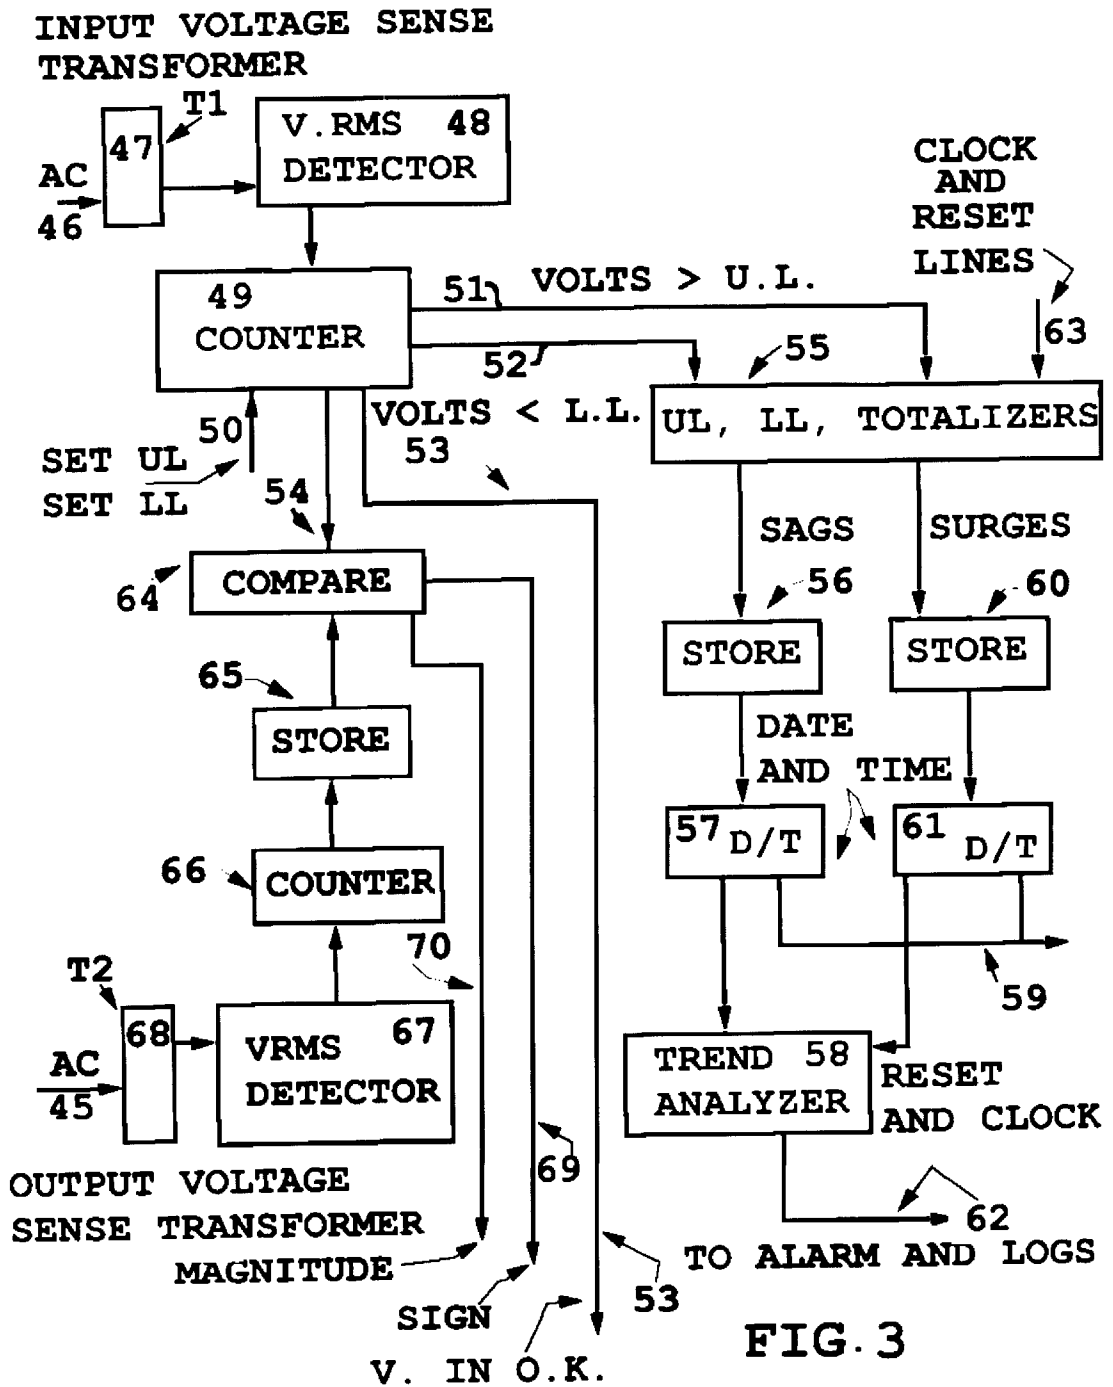 INPUT VOLTAGE SENSE
TRANSFORMER
T1
47
V.RMS 48
DETECTOR
AC
46
CLOCK
AND
RESET
LINES
63
49
COUNTER
51
VOLTS > U.L.
52
55
VOLTS < L.L.
53
50
SET UL
SET LL
UL, LL, TOTALIZERS
54
SAGS
SURGES
64
COMPARE
56
60
STORE
STORE
65
STORE
DATE
AND TIME
57 D/T
61 D/T
66
COUNTER
70
59
T2
68
AC
45
VRMS 67
DETECTOR
TREND 58
ANALYZER
RESET
AND CLOCK
69
OUTPUT VOLTAGE
SENSE TRANSFORMER
MAGNITUDE
62
TO ALARM AND LOGS
53
SIGN
V. IN O.K.
FIG.3